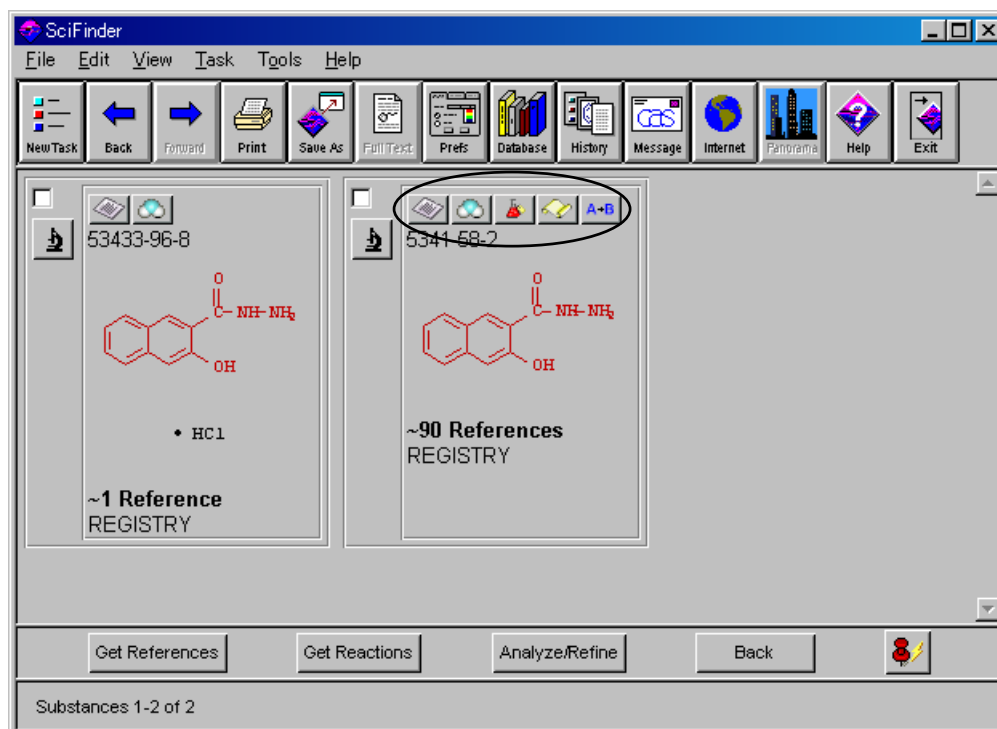 SciFinder
File Edit View Task Tools Help
New Task Back Forward Print Save As Full Text Prefs Database History Message Internet Panorama Help Exit
cas
A→B
53433-96-8
5341-58-2
O
C-NH-NH2
OH
• HCl
O
C-NH-NH2
OH
~1 Reference
REGISTRY
~90 References
REGISTRY
Get References Get Reactions Analyze/Refine Back
Substances 1-2 of 2